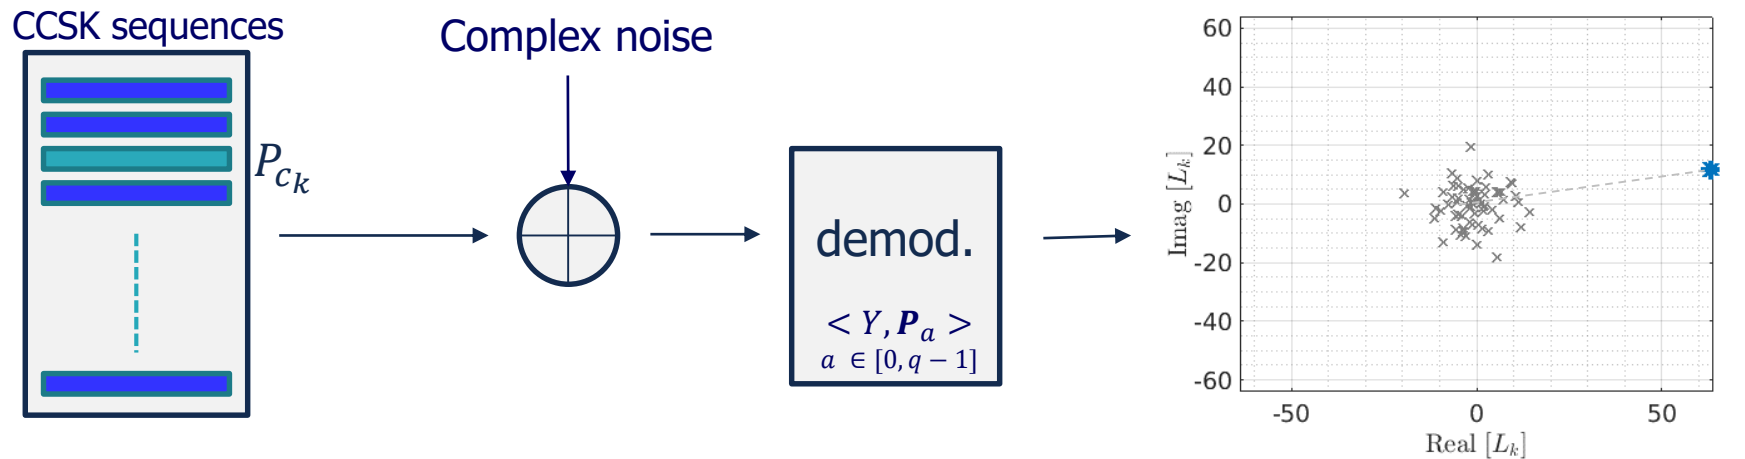 CCSK sequences
Complex noise
P_{c_k}
demod.
< Y, P_a >
a ∈ [0, q − 1]
60
40
20
0
-20
-40
-60
Imag [L_k]
-50 0 50
Real [L_k]